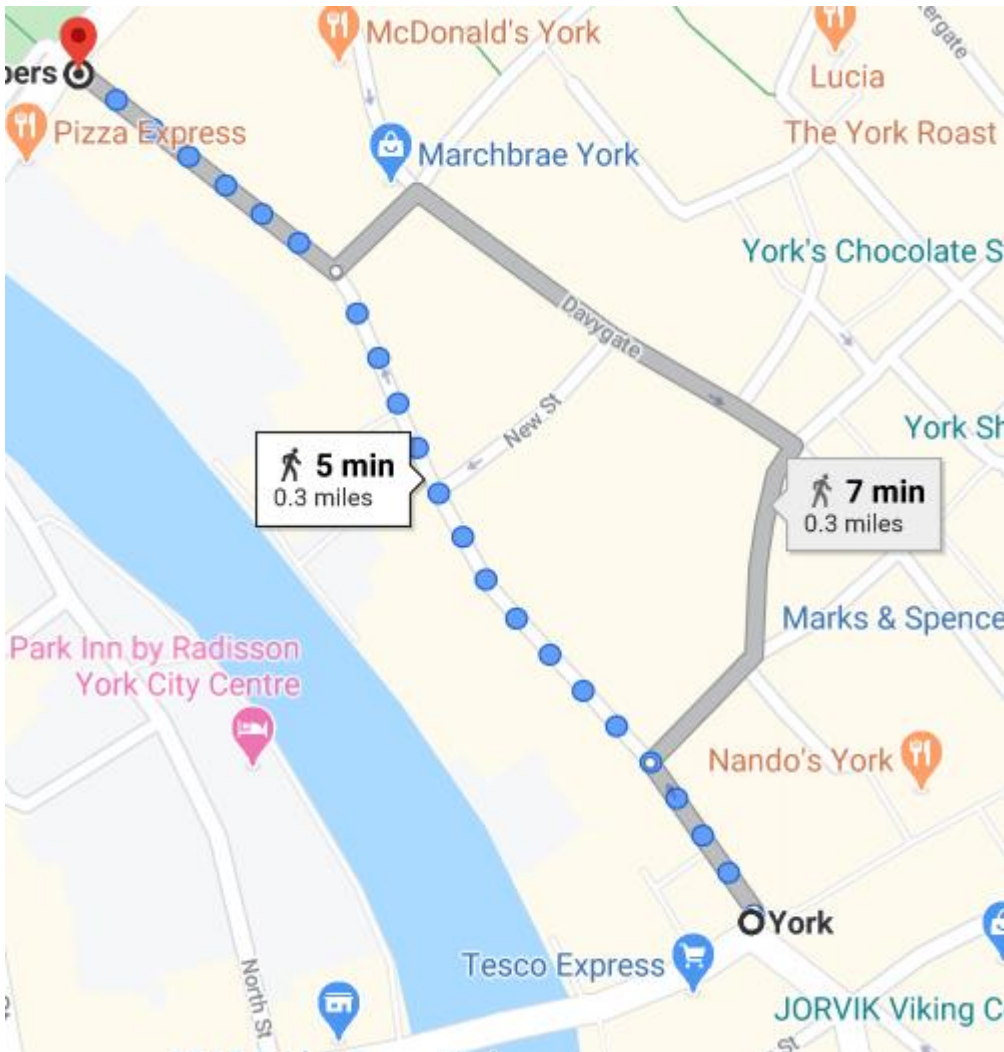 McDonald's York
Lucia
The York Roast
pers
Pizza Express
Marchbrae York
York's Chocolate S
Davygate
New St
York Sh
5 min
0.3 miles
7 min
0.3 miles
Marks & Spence
Park Inn by Radisson
York City Centre
Nando's York
York
Tesco Express
North St
JORVIK Viking C
St